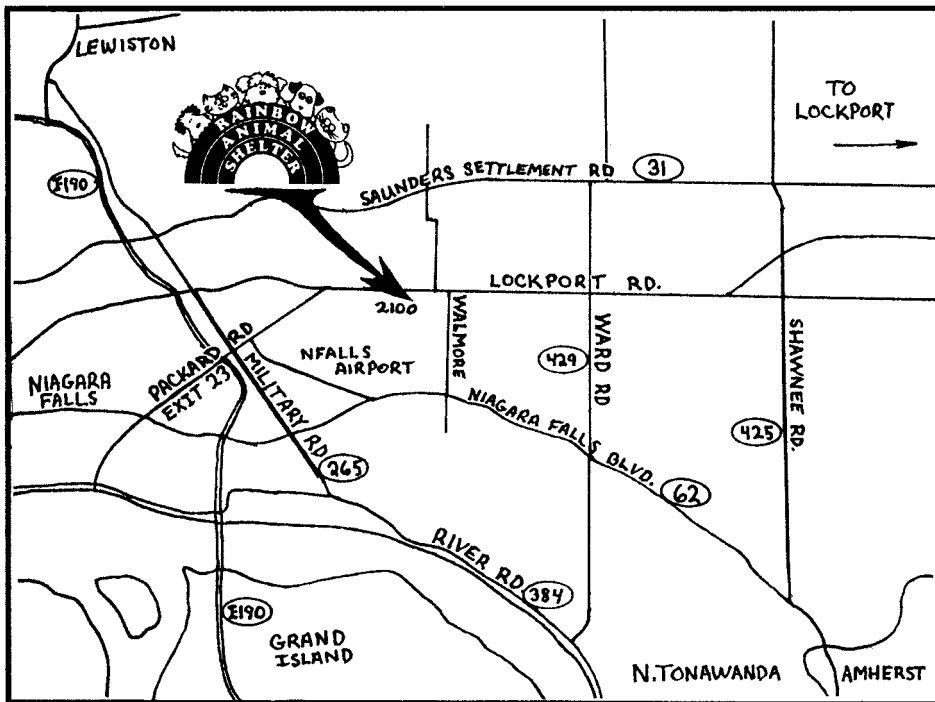 LEWISTON
RAINBOW
ANIMAL
SHELTER
TO
LOCKPORT
I190
SAUNDERS SETTLEMENT RD
31
LOCKPORT RD.
2100
WALMORE
WARD RD
429
SHAWNEE RD.
425
PACKARD RD
EXIT 23
MILITARY RD
265
NFALLS
AIRPORT
NIAGARA
FALLS
NIAGARA FALLS BLVD.
62
RIVER RD.
384
I190
GRAND
ISLAND
N.TONAWANDA
AMHERST